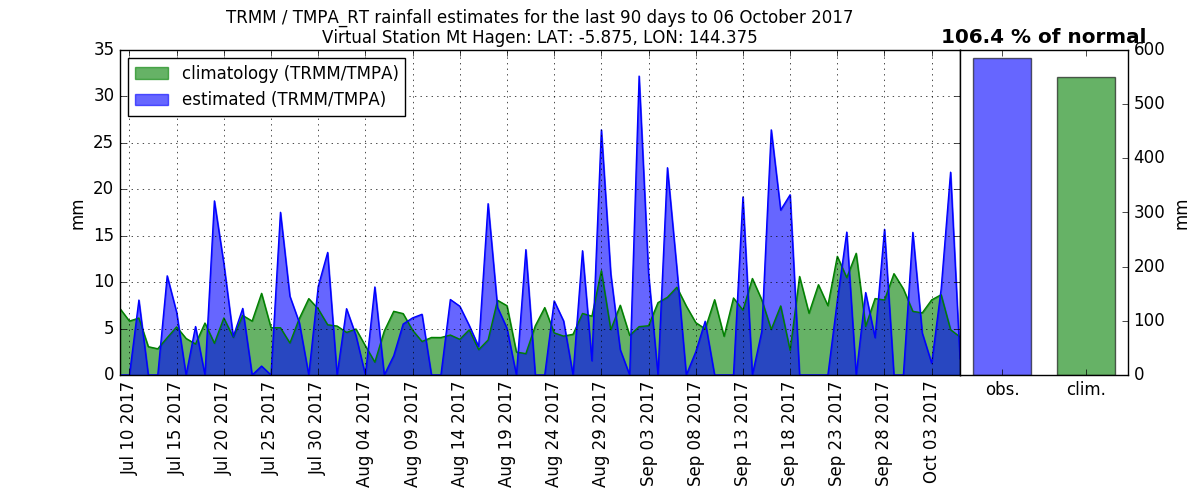 TRMM / TMPA_RT rainfall estimates for the last 90 days to 06 October 2017
Virtual Station Mt Hagen: LAT: -5.875, LON: 144.375
106.4 % of normal
climatology (TRMM/TMPA)
estimated (TRMM/TMPA)
35
30
25
20
15
10
5
0
mm
600
500
400
300
200
100
0
mm
obs.
clim.
Jul 10 2017
Jul 15 2017
Jul 20 2017
Jul 25 2017
Jul 30 2017
Aug 04 2017
Aug 09 2017
Aug 14 2017
Aug 19 2017
Aug 24 2017
Aug 29 2017
Sep 03 2017
Sep 08 2017
Sep 13 2017
Sep 18 2017
Sep 23 2017
Sep 28 2017
Oct 03 2017